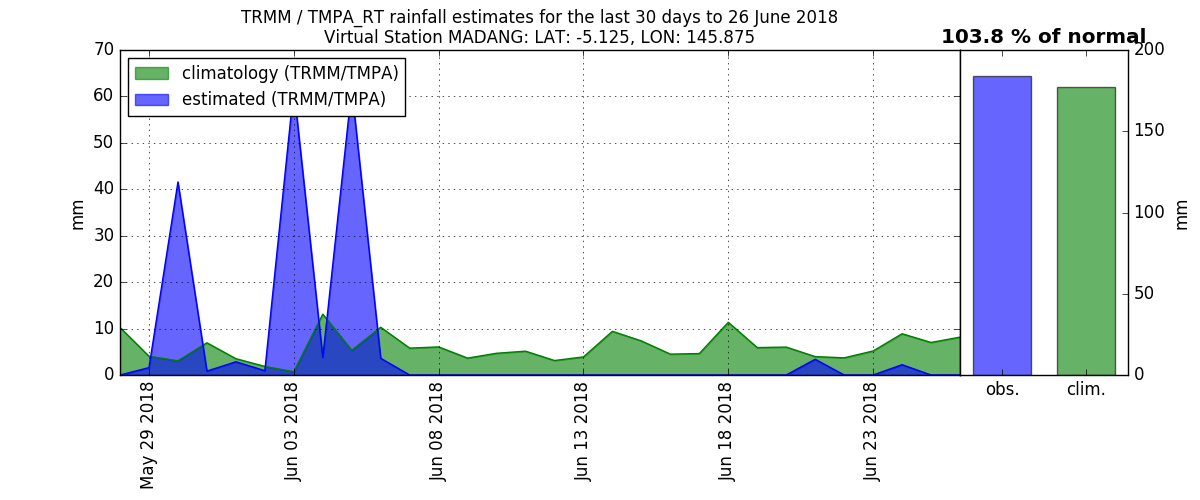 TRMM / TMPA_RT rainfall estimates for the last 30 days to 26 June 2018
Virtual Station MADANG: LAT: -5.125, LON: 145.875
103.8 % of normal
climatology (TRMM/TMPA)
estimated (TRMM/TMPA)
mm
70
60
50
40
30
20
10
0
May 29 2018
Jun 03 2018
Jun 08 2018
Jun 13 2018
Jun 18 2018
Jun 23 2018
200
150
100
50
0
mm
obs.
clim.